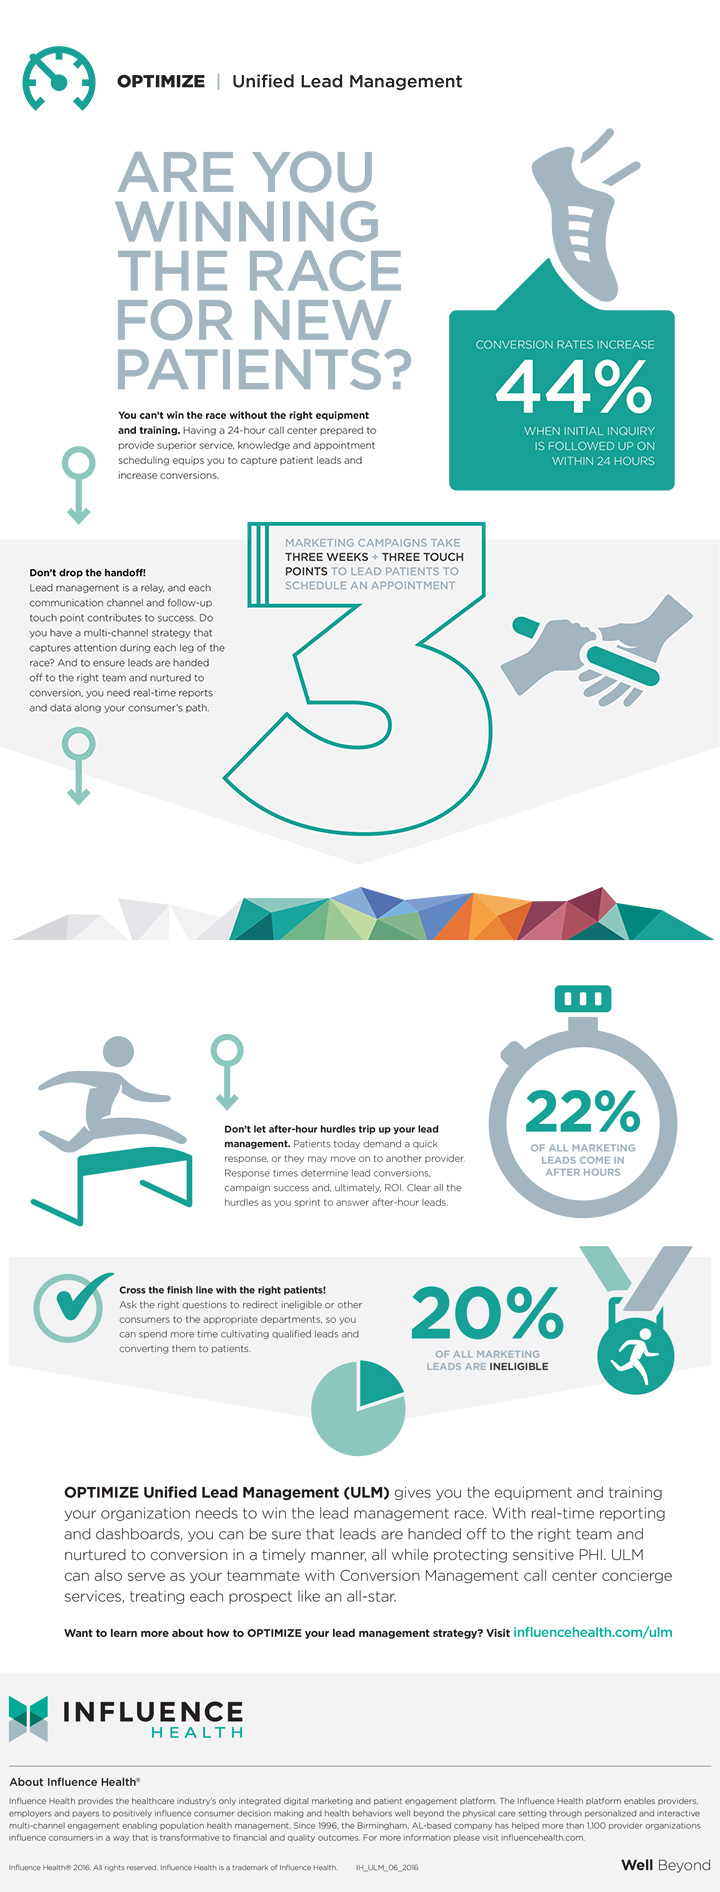 OPTIMIZE | Unified Lead Management
ARE YOU
WINNING
THE RACE
FOR NEW
PATIENTS?
You can't win the race without the right equipment
and training. Having a 24-hour call center prepared to
provide superior service, knowledge and appointment
scheduling equips you to capture patient leads and
increase conversions.
CONVERSION RATES INCREASE
44%
WHEN INITIAL INQUIRY
IS FOLLOWED UP ON
WITHIN 24 HOURS
MARKETING CAMPAIGNS TAKE
THREE WEEKS + THREE TOUCH
POINTS TO LEAD PATIENTS TO
SCHEDULE AN APPOINTMENT
3
Don't drop the handoff!
Lead management is a relay, and each
communication channel and follow-up
touch point contributes to success. Do
you have a multi-channel strategy that
captures attention during each leg of the
race? And to ensure leads are handed
off to the right team and nurtured to
conversion, you need real-time reports
and data along your consumer's path.
Don't let after-hour hurdles trip up your lead
management. Patients today demand a quick
response, or they may move on to another provider.
Response times determine lead conversions,
campaign success and, ultimately, ROI. Clear all the
hurdles as you sprint to answer after-hour leads.
22%
OF ALL MARKETING
LEADS COME IN
AFTER HOURS
Cross the finish line with the right patients!
Ask the right questions to redirect ineligible or other
consumers to the appropriate departments, so you
can spend more time cultivating qualified leads and
converting them to patients.
20%
OF ALL MARKETING
LEADS ARE INELIGIBLE
OPTIMIZE Unified Lead Management (ULM) gives you the equipment and training
your organization needs to win the lead management race. With real-time reporting
and dashboards, you can be sure that leads are handed off to the right team and
nurtured to conversion in a timely manner, all while protecting sensitive PHI. ULM
can also serve as your teammate with Conversion Management call center concierge
services, treating each prospect like an all-star.
Want to learn more about how to OPTIMIZE your lead management strategy? Visit influencehealth.com/ulm
INFLUENCE
HEALTH
About Influence Health®
Influence Health provides the healthcare industry's only integrated digital marketing and patient engagement platform. The Influence Health platform enables providers,
employers and payers to positively influence consumer decision making and health behaviors well beyond the physical care setting through personalized and interactive
multi-channel engagement enabling population health management. Since 1996, the Birmingham, AL-based company has helped more than 1,100 provider organizations
influence consumers in a way that is transformative to financial and quality outcomes. For more information please visit influencehealth.com.
Influence Health® 2016. All rights reserved. Influence Health is a trademark of Influence Health. IH_ULM_06_2016
Well Beyond